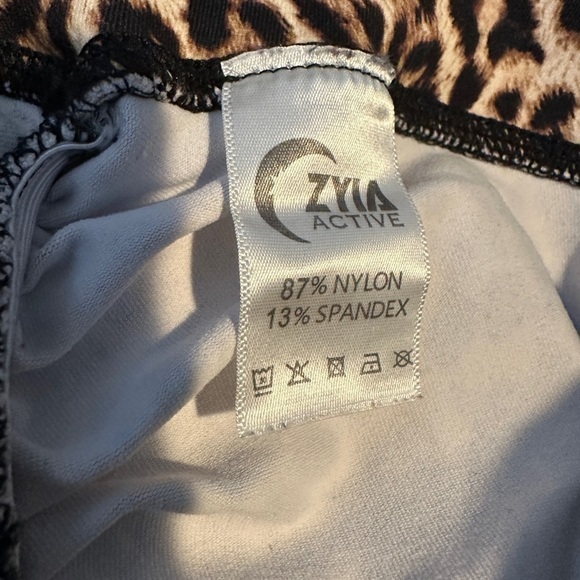 ZYIA
ACTIVE
87% NYLON
13% SPANDEX